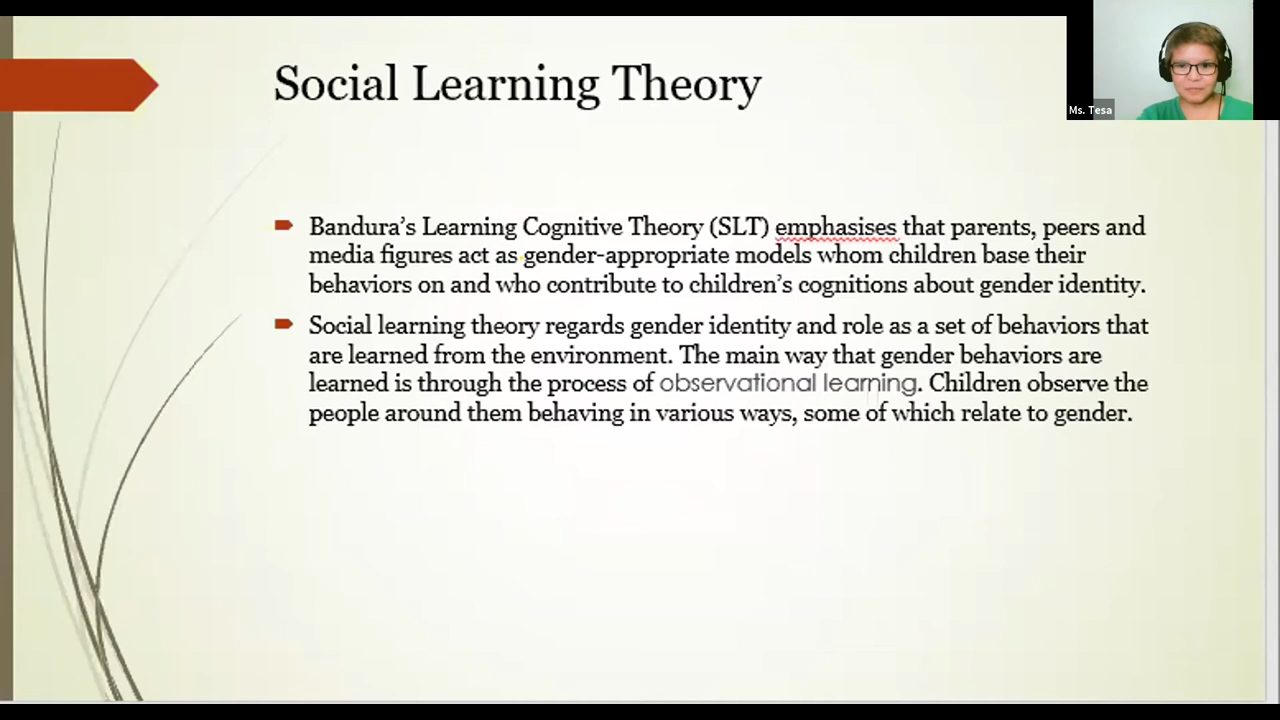 Social Learning Theory
Ms. Tesa
Bandura’s Learning Cognitive Theory (SLT) emphasises that parents, peers and
media figures act as gender-appropriate models whom children base their
behaviors on and who contribute to children’s cognitions about gender identity.
Social learning theory regards gender identity and role as a set of behaviors that
are learned from the environment. The main way that gender behaviors are
learned is through the process of observational learning. Children observe the
people around them behaving in various ways, some of which relate to gender.